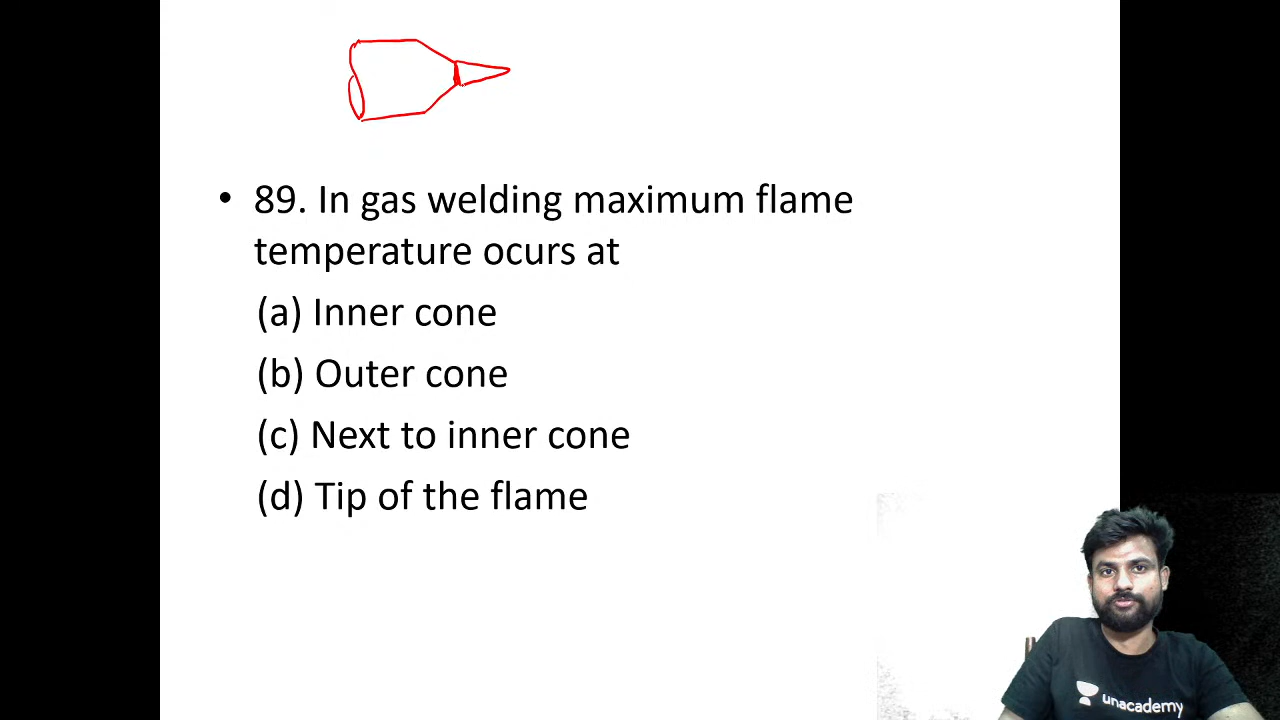 • 89. In gas welding maximum flame
temperature ocurs at
(a) Inner cone
(b) Outer cone
(c) Next to inner cone
(d) Tip of the flame
unacademy